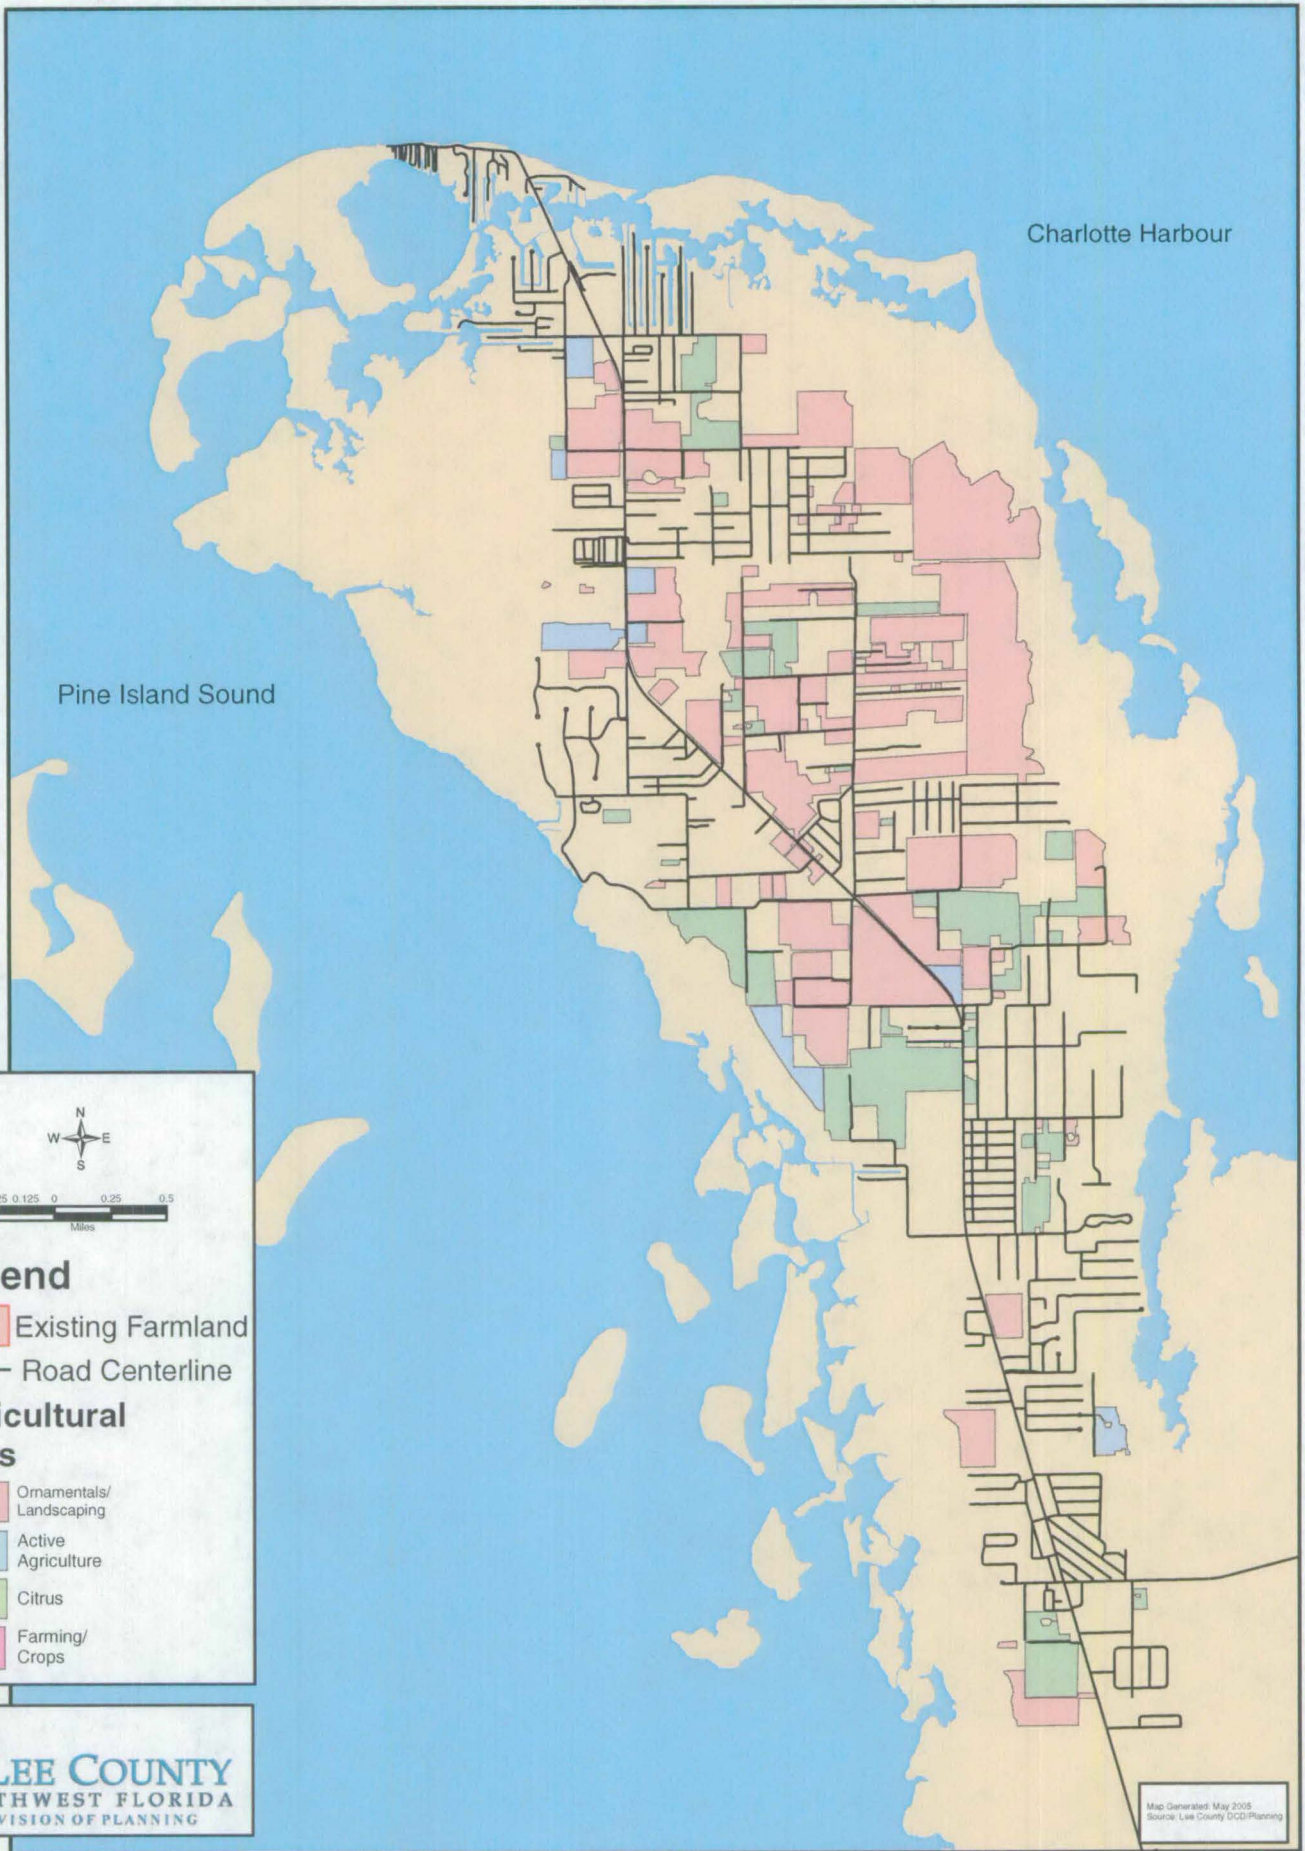 Charlotte Harbour
Pine Island Sound
N
W E
S
25 0.125 0 0.25 0.5
Miles
end
Existing Farmland
Road Centerline
icultural
s
Ornamentals/
Landscaping
Active
Agriculture
Citrus
Farming/
Crops
LEE COUNTY
THWEST FLORIDA
VISION OF PLANNING
Map Generated: May 2005
Source: Lee County DCD/Planning